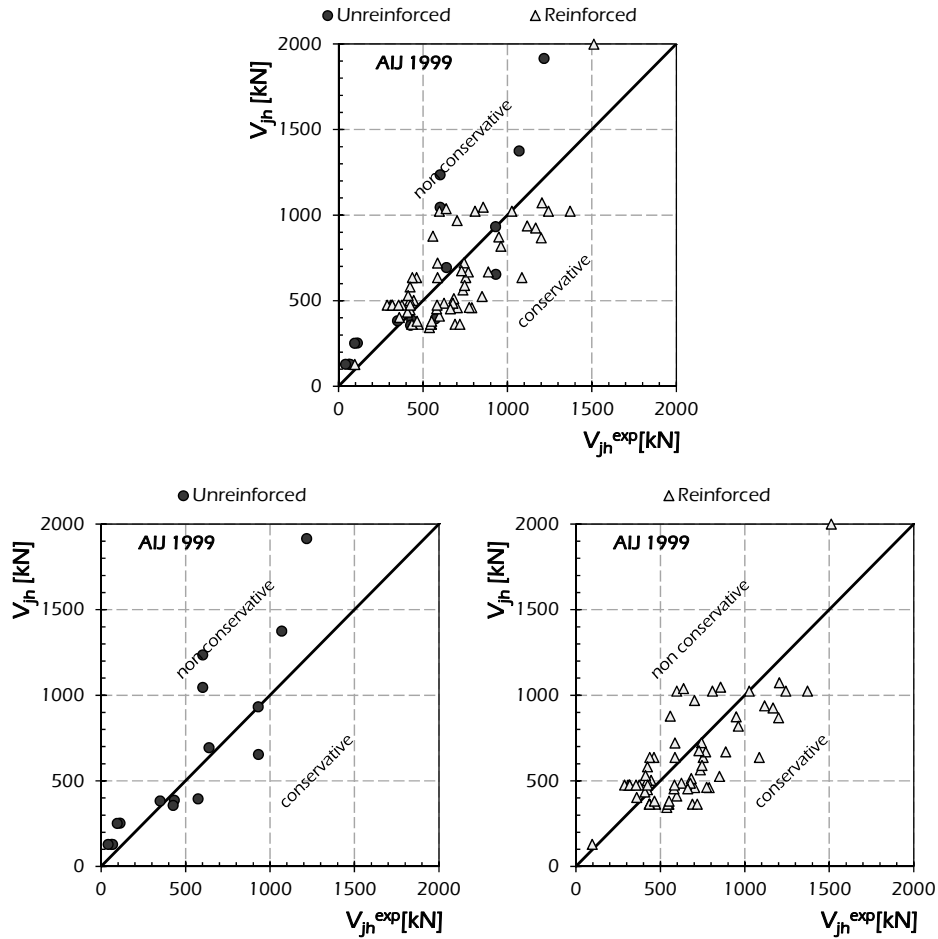 Unreinforced Reinforced
2000
AIJ 1999
V_jh [kN]
1500
non conservative
1000
conservative
500
0
0 500 1000 1500 2000
V_jh^exp[kN]
Unreinforced
2000
AIJ 1999
V_jh [kN]
1500
non conservative
1000
conservative
500
0
0 500 1000 1500 2000
V_jh^exp[kN]
Reinforced
2000
AIJ 1999
V_jh [kN]
1500
non conservative
1000
conservative
500
0
0 500 1000 1500 2000
V_jh^exp[kN]